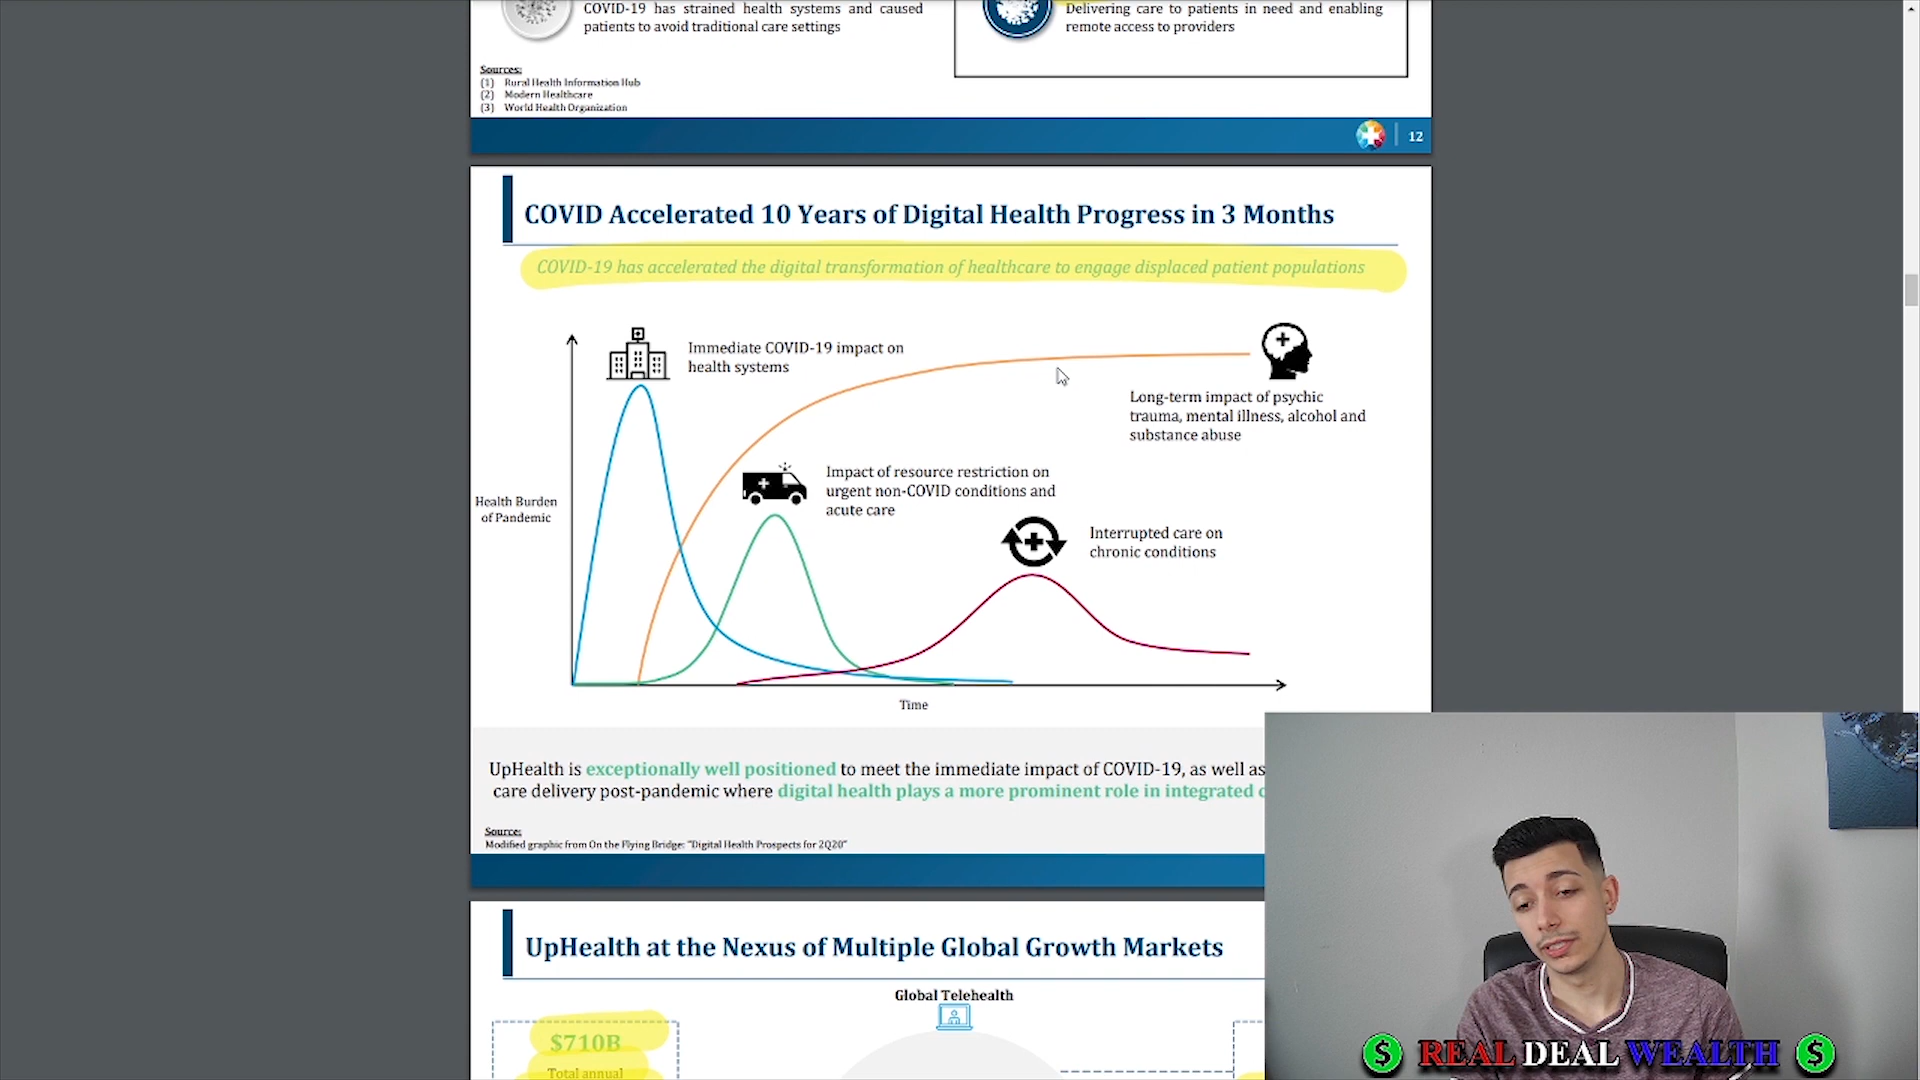 COVID-19 has strained health systems and caused
patients to avoid traditional care settings
Delivering care to patients in need and enabling
remote access to providers
Sources:
(1) Rural Health Information Hub
(2) Modern Healthcare
(3) World Health Organization
12
COVID Accelerated 10 Years of Digital Health Progress in 3 Months
COVID-19 has accelerated the digital transformation of healthcare to engage displaced patient populations
Immediate COVID-19 impact on
health systems
Long-term impact of psychic
trauma, mental illness, alcohol and
substance abuse
Impact of resource restriction on
urgent non-COVID conditions and
acute care
Interrupted care on
chronic conditions
Health Burden
of Pandemic
Time
UpHealth is exceptionally well positioned to meet the immediate impact of COVID-19, as well as
care delivery post-pandemic where digital health plays a more prominent role in integrated
Source:
Modified graphic from On the Flying Bridge: "Digital Health Prospects for 2Q20"
UpHealth at the Nexus of Multiple Global Growth Markets
Global Telehealth
$710B
Total annual
$ REAL DEAL WEALTH $